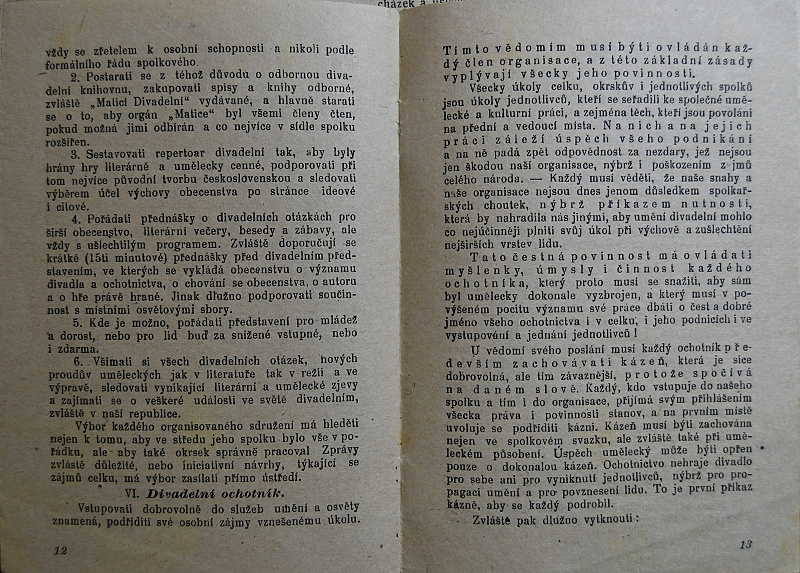 vždy se zřetelem k osobní schopnosti a nikoli podle
formálního řádu spolkového.
2. Postarati se z téhož důvodu o odbornou diva-
delní knihovnu, zakupovati spisy a knihy odborné,
zvláště „Maticí Divadelní“ vydávané, a hlavně starati
se o to, aby orgán „Matice“ byl všemi členy čten,
pokud možná jimi odbírán a co nejvíce v sídle spolku
rozšířen.
3. Sestavovati repertoar divadelní tak, aby byly
hrány hry literárně a umělecky cenné, podporovati při
tom nejvíce původní tvorbu československou a sledovati
výběrem účel výchovy obecenstva po stránce ideové
i citové.
4. Pořádati přednášky o divadelních otázkách pro
širší obecenstvo, literární večery, besedy a zábavy, ale
vždy s ušlechtilým programem. Zvláště doporučují se
krátké (15ti minutové) přednášky před divadelním před-
stavením, ve kterých se vykládá obecenstvu o významu
divadla a ochotnictva, o chování se obecenstva, o autoru
a o hře právě hrané. Jinak dlužno podporovati součin-
nost s místními osvětovými sbory.
5. Kde je možno, pořádati představení pro mládež
a dorost, nebo pro lid buď za snížené vstupné, nebo
i zdarma.
6. Všímati si všech divadelních otázek, nových
proudův uměleckých jak v literatuře tak v režii a ve
výpravě, sledovati vynikající literární a umělecké zjevy
a zajímati se o veškeré události ve světě divadelním,
zvláště v naší republice.
Výbor každého organisovaného sdružení má hleděti
nejen k tomu, aby ve středu jeho spolku bylo vše v po-
řádku, ale aby také okrsek správně pracoval Zprávy
zvláště důležité, nebo iniciativní návrhy, týkající se
zájmů celku, má výbor zasílati přímo ústředí.
VI. Divadelní ochotník.
Vstupovati dobrovolně do služeb umění a osvěty
znamená, podříditi své osobní zájmy vznešenému úkolu.
12
cházek a
Tímto vědomím musí býti ovládán kaž-
dý člen organisace, a z této základní zásady
vyplývají všecky jeho povinnosti.
Všecky úkoly celku, okrskův i jednotlivých spolků
jsou úkoly jednotlivců, kteří se seřadili ke společné umě-
lecké a kulturní práci, a zejména těch, kteří jsou povoláni
na přední a vedoucí místa. Na nich a na jejich
práci záleží úspěch všeho podnikání
a na ně padá zpět odpovědnost za nezdary, jež nejsou
jen škodou naší organisace, nýbrž i poškozením zájmů
celého národa. — Každý musí věděti, že naše snahy a
naše organisace nejsou dnes jenom důsledkem spolkař-
ských choutek, nýbrž příkazem nutnosti,
která by nahradila nás jinými, aby umění divadelní mohlo
co nejúčinněji plniti svůj úkol při výchově a zušlechtění
nejširších vrstev lidu.
Tato čestná povinnost má ovládati
myšlenky, úmysly i činnost každého
ochotníka, který proto musí se snažiti, aby sám
byl umělecky dokonale vyzbrojen, a který musí v po-
výšeném pocitu významu své práce dbáti o čest a dobré
jméno všeho ochotnictva i v celku, i jeho podnicích i ve
vystupování a jednání jednotlivců!
U vědomí svého poslání musí každý ochotník pře-
devším zachovávati kázeň, která je sice
dobrovolná, ale tím závaznější, protože spočívá
na daném slově. Každý, kdo vstupuje do našeho
spolku a tím i do organisace, přijímá svým přihlášením
všecka práva i povinnosti stanov, a na prvním místě
uvoluje se podříditi kázni. Kázeň musí býti zachována
nejen ve spolkovém svazku, ale zvláště také při umě-
leckém působení. Úspěch umělecký může býti opřen
pouze o dokonalou kázeň. Ochotnictvo nehraje divadlo
pro sebe ani pro vyniknutí jednotlivců, nýbrž pro pro-
pagaci umění a pro povznesení lidu. To je první příkaz
kázně, aby se každý podrobil.
Zvláště pak dlužno vytknouti:
13